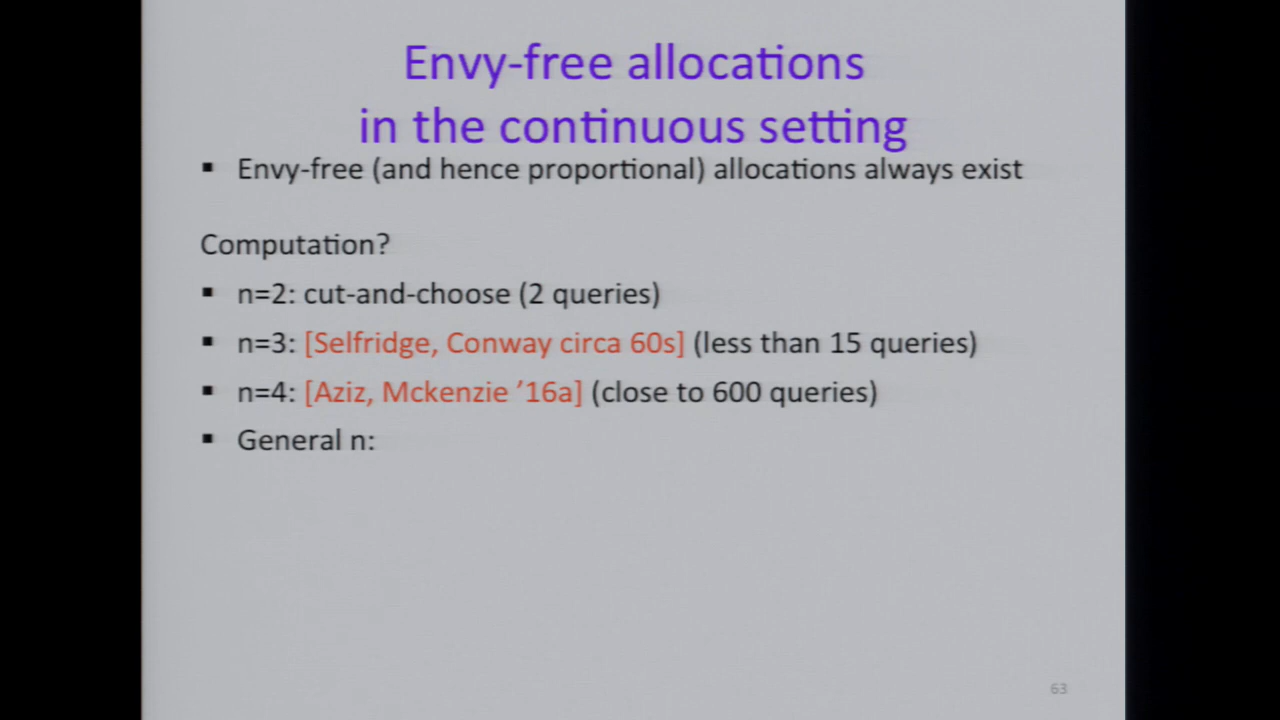 Envy-free allocations
in the continuous setting
▪ Envy-free (and hence proportional) allocations always exist
Computation?
▪ n=2: cut-and-choose (2 queries)
▪ n=3: [Selfridge, Conway circa 60s] (less than 15 queries)
▪ n=4: [Aziz, Mckenzie ’16a] (close to 600 queries)
▪ General n:
63